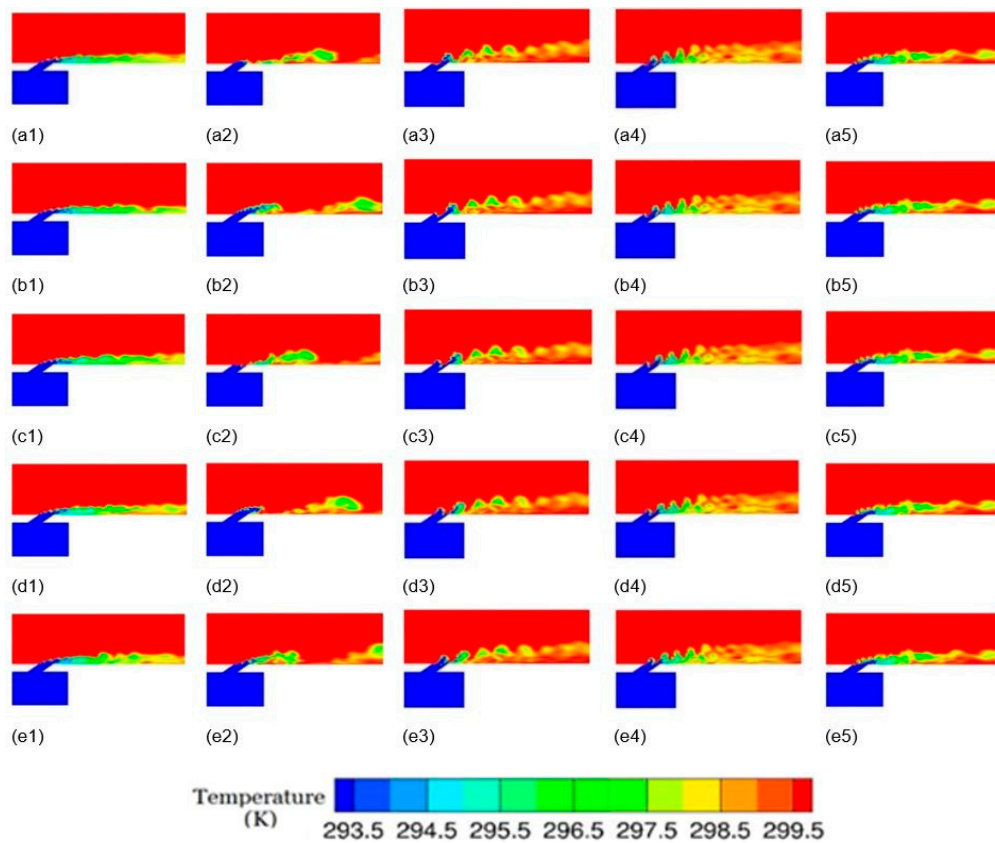 (a1) (a2) (a3) (a4) (a5)
(b1) (b2) (b3) (b4) (b5)
(c1) (c2) (c3) (c4) (c5)
(d1) (d2) (d3) (d4) (d5)
(e1) (e2) (e3) (e4) (e5)
Temperature
(K)
293.5 294.5 295.5 296.5 297.5 298.5 299.5